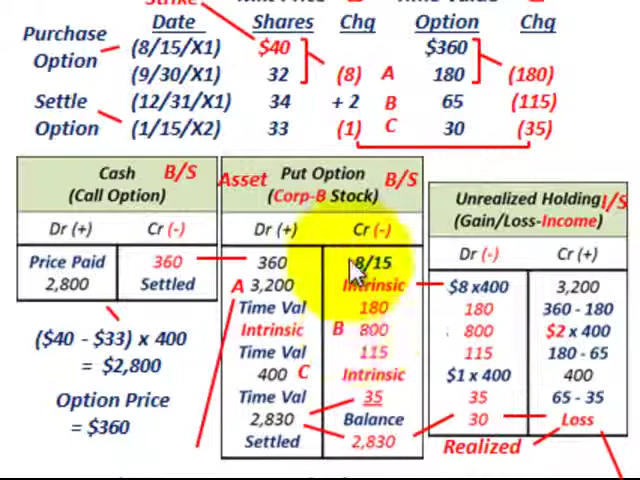 Strike
Date Shares Chq Option Chq
Purchase Option (8/15/X1) $40 $360
(9/30/X1) 32 (8) A 180 (180)
Settle Option (12/31/X1) 34 + 2 B 65 (115)
(1/15/X2) 33 (1) C 30 (35)
Cash B/S
(Call Option)
Dr (+) Cr (-)
Price Paid 360
2,800 Settled
($40 - $33) x 400
= $2,800
Option Price
= $360
Asset Put Option B/S
(Corp-B Stock)
Dr (+) Cr (-)
360 8/15
A 3,200 Intrinsic
Time Val 180
Intrinsic B 800
Time Val 115
400 C Intrinsic
Time Val 35
2,830 Balance
Settled 2,830
Unrealized Holding I/S
(Gain/Loss-Income)
Dr (-) Cr (+)
$8 x400 3,200
180 360 - 180
800 $2 x 400
115 180 - 65
$1 x 400 400
35 65 - 35
30 Loss
Realized